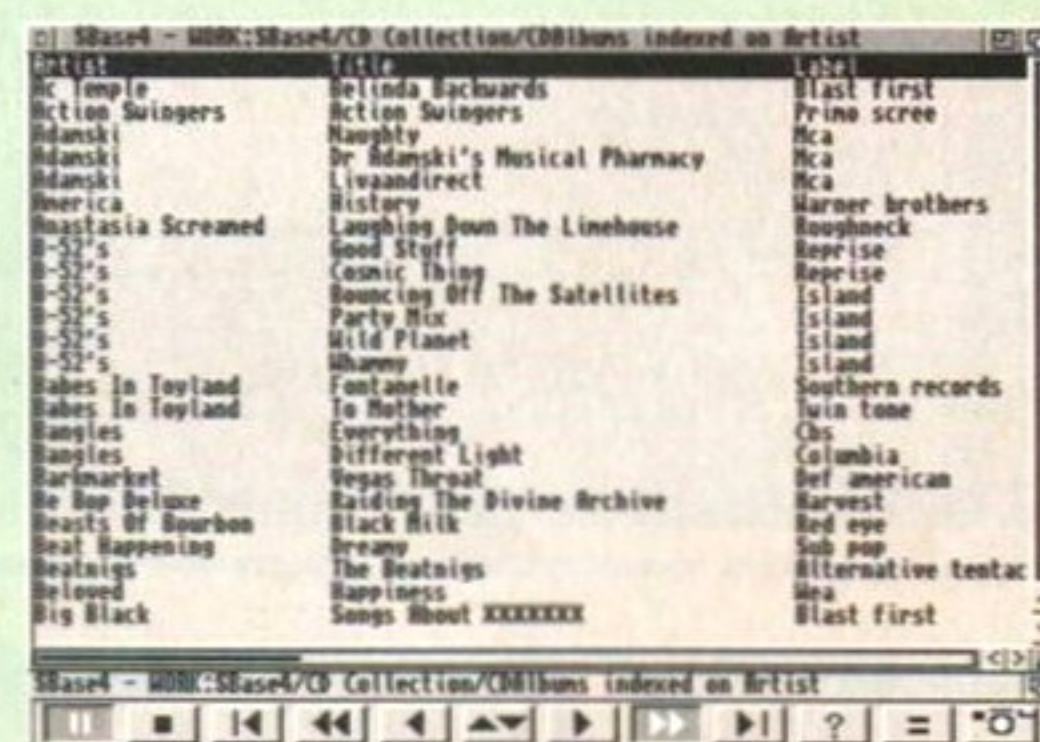 SBase4 - WORK:SBase4/CD Collection/CDAlbums indexed on Artist
Artist Title Label
Ac Temple Belinda Backwards Blast first
Action Swingers Action Swingers Primo scree
Adamski Naughty Mca
Adamski Dr Adamski's Musical Pharmacy Mca
Adamski Livaandirect Mca
America History Warner brothers
Anastasia Screamed Laughing Down The Limehouse Roughneck
B-52's Good Stuff Reprise
B-52's Cosmic Thing Reprise
B-52's Bouncing Off The Satellites Island
B-52's Party Mix Island
B-52's Wild Planet Island
B-52's Whammy Island
Babes In Toyland Fontanelle Southern records
Babes In Toyland To Mother Twin tone
Bangles Everything Cbs
Bangles Different Light Columbia
Barkmarket Vegas Throat Def american
Be Bop Deluxe Raiding The Divine Archive Harvest
Beasts Of Bourbon Black Milk Red eye
Beat Happening Dreamy Sub pop
Beatnigs The Beatnigs Alternative tentac
Beloved Happiness Wea
Big Black Songs About XXXXXXX Blast first
SBase4 - WORK:SBase4/CD Collection/CDAlbums indexed on Artist
? =